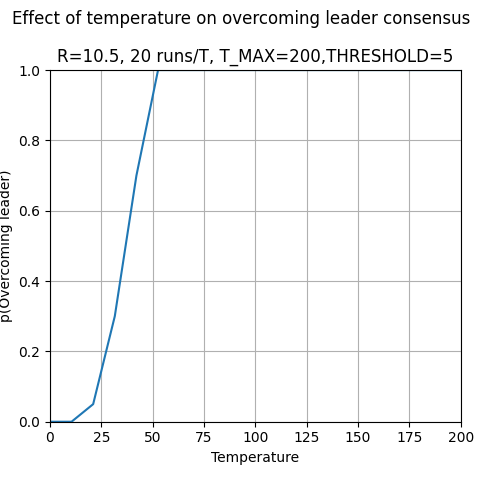 Effect of temperature on overcoming leader consensus
R=10.5, 20 runs/T, T_MAX=200,THRESHOLD=5
1.0
0.8
0.6
0.4
0.2
0.0
p(Overcoming leader)
0 25 50 75 100 125 150 175 200
Temperature